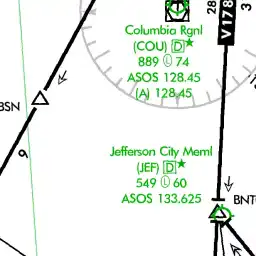 28
V178
3
Columbia Rgnl
(COU) D★
889 Ⓛ 74
ASOS 128.45
(A) 128.45
BSN
9
Jefferson City Meml
(JEF) D★
549 Ⓛ 60
ASOS 133.625
BNT